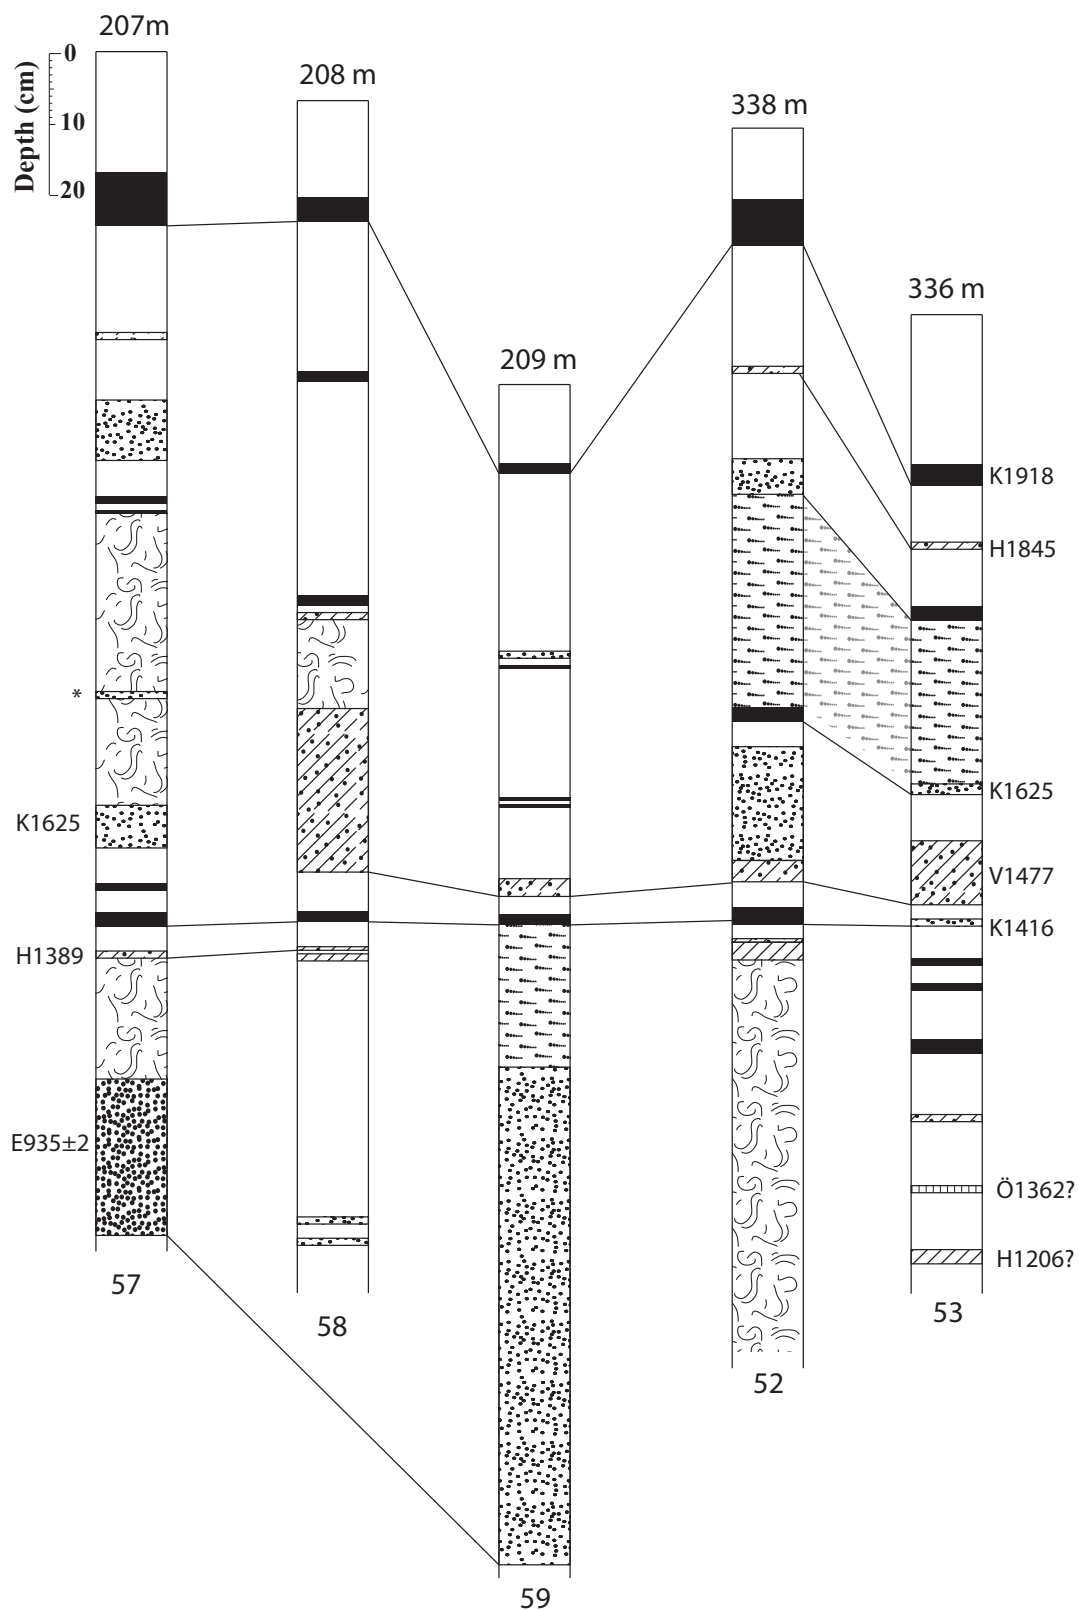 207m
208 m
338 m
336 m
209 m
Depth (cm)
0
10
20
K1918
H1845
*
K1625
K1625
V1477
K1416
H1389
E935±2
Ö1362?
H1206?
57
58
53
52
59